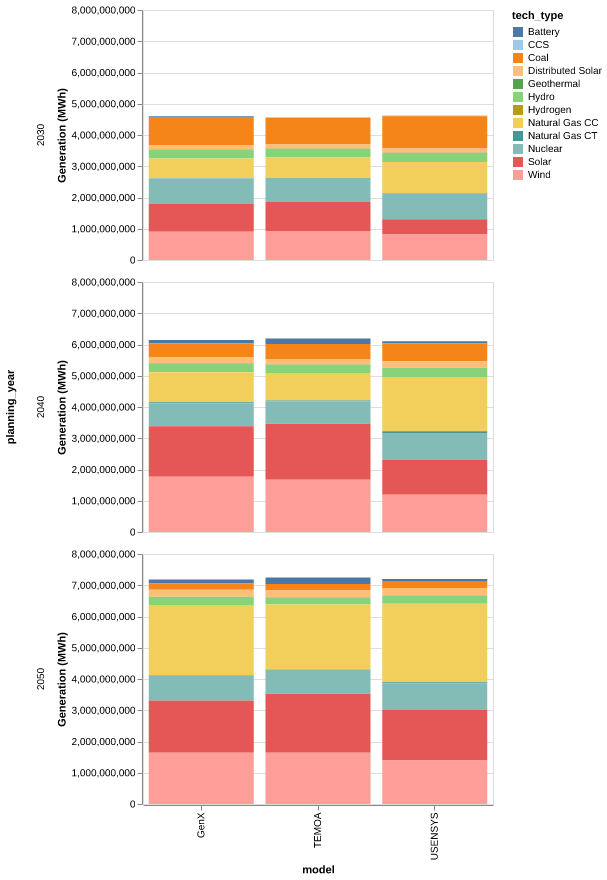 tech_type
Battery
CCS
Coal
Distributed Solar
Geothermal
Hydro
Hydrogen
Natural Gas CC
Natural Gas CT
Nuclear
Solar
Wind
planning_year
2030
Generation (MWh)
8,000,000,000
7,000,000,000
6,000,000,000
5,000,000,000
4,000,000,000
3,000,000,000
2,000,000,000
1,000,000,000
0
2040
Generation (MWh)
8,000,000,000
7,000,000,000
6,000,000,000
5,000,000,000
4,000,000,000
3,000,000,000
2,000,000,000
1,000,000,000
0
2050
Generation (MWh)
8,000,000,000
7,000,000,000
6,000,000,000
5,000,000,000
4,000,000,000
3,000,000,000
2,000,000,000
1,000,000,000
0
GenX
TEMOA
USENSYS
model